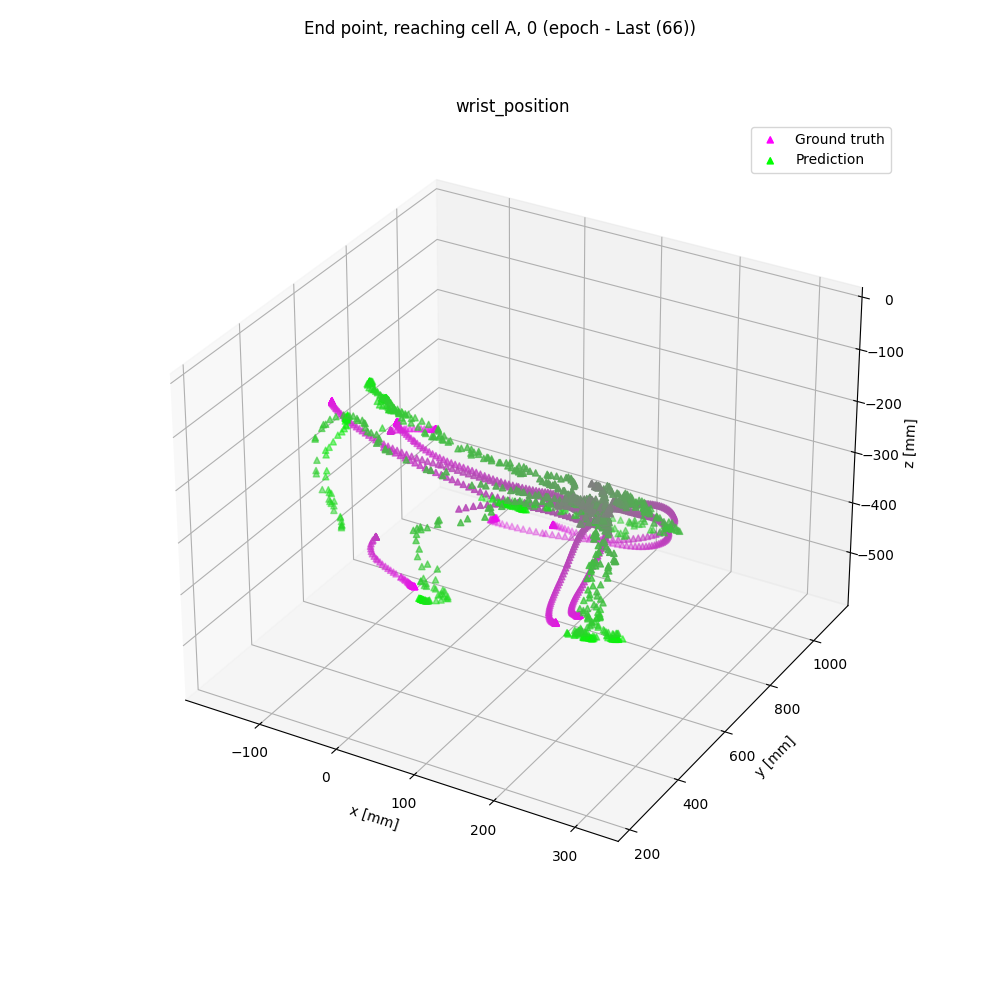 End point, reaching cell A, 0 (epoch - Last (66))
wrist_position
Ground truth
Prediction
0
−100
−200
−300
−400
−500
z [mm]
1000
800
600
400
200
y [mm]
−100
0
100
200
300
x [mm]